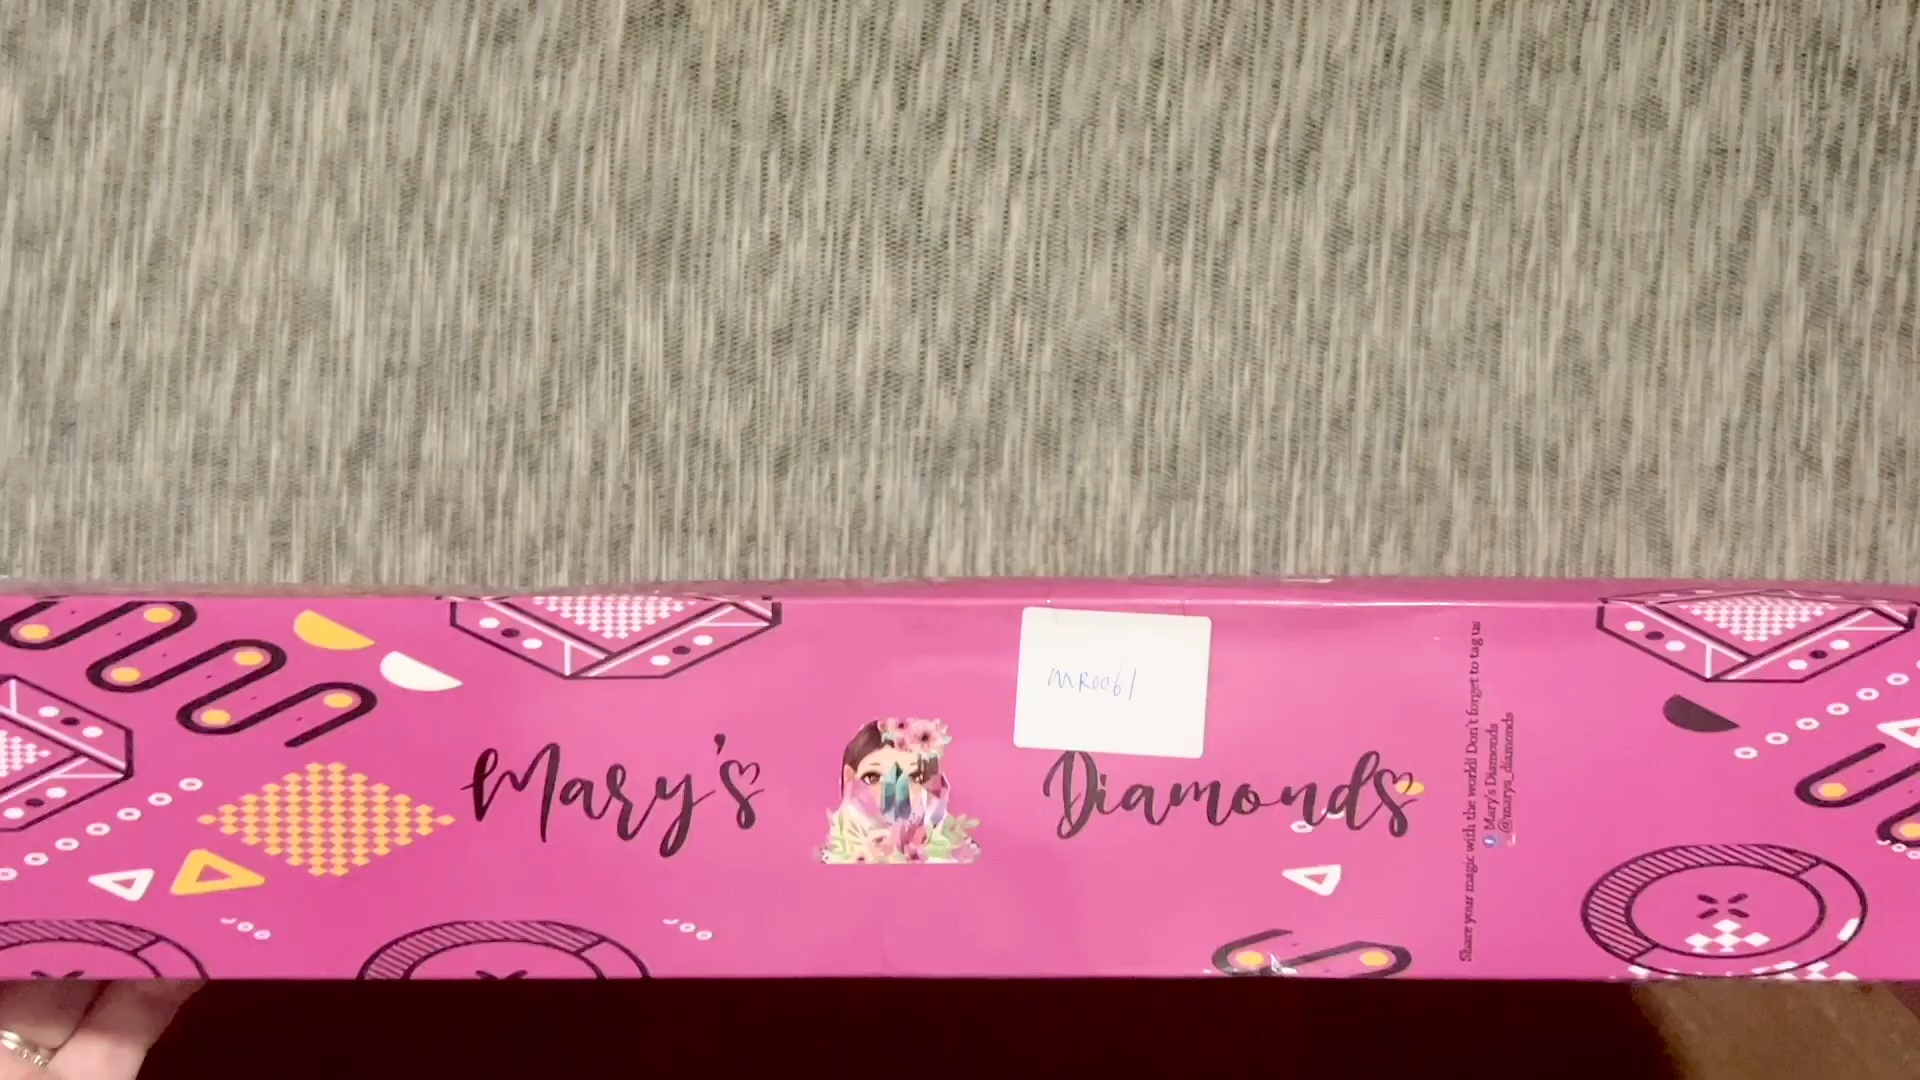 MR0061
Mary's Diamonds
Share your magic with the world! Don't forget to tag us
Mary's Diamonds
@marys_diamonds